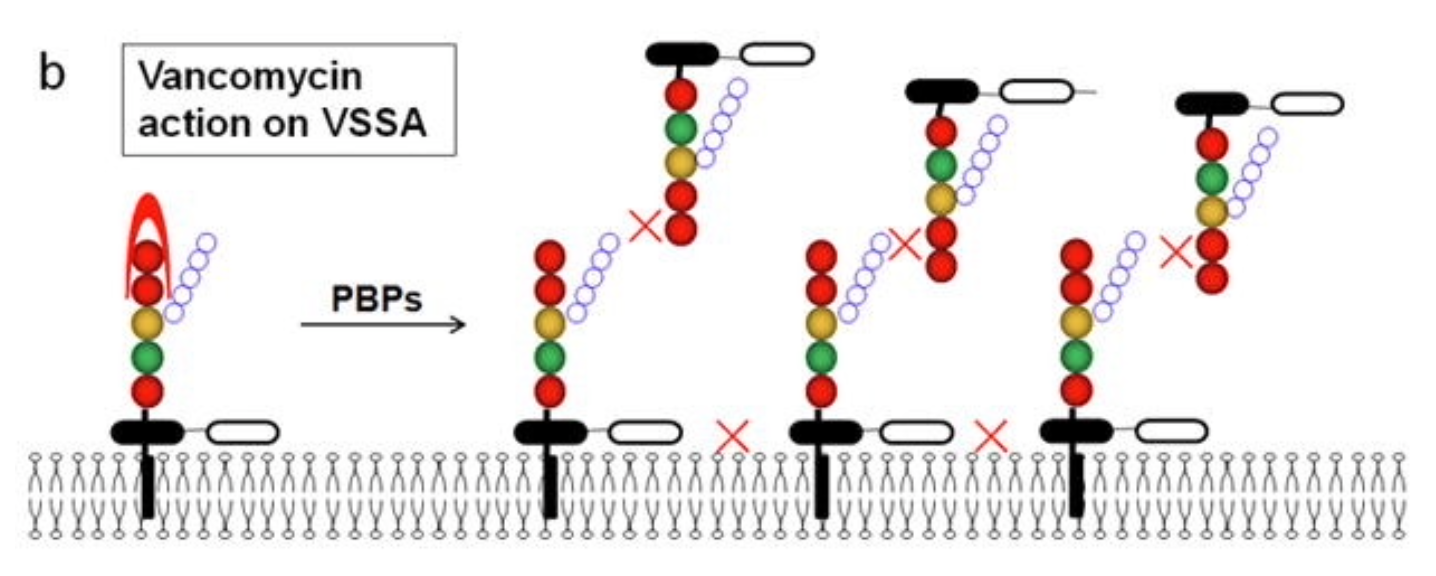 b
Vancomycin
action on VSSA
PBPs